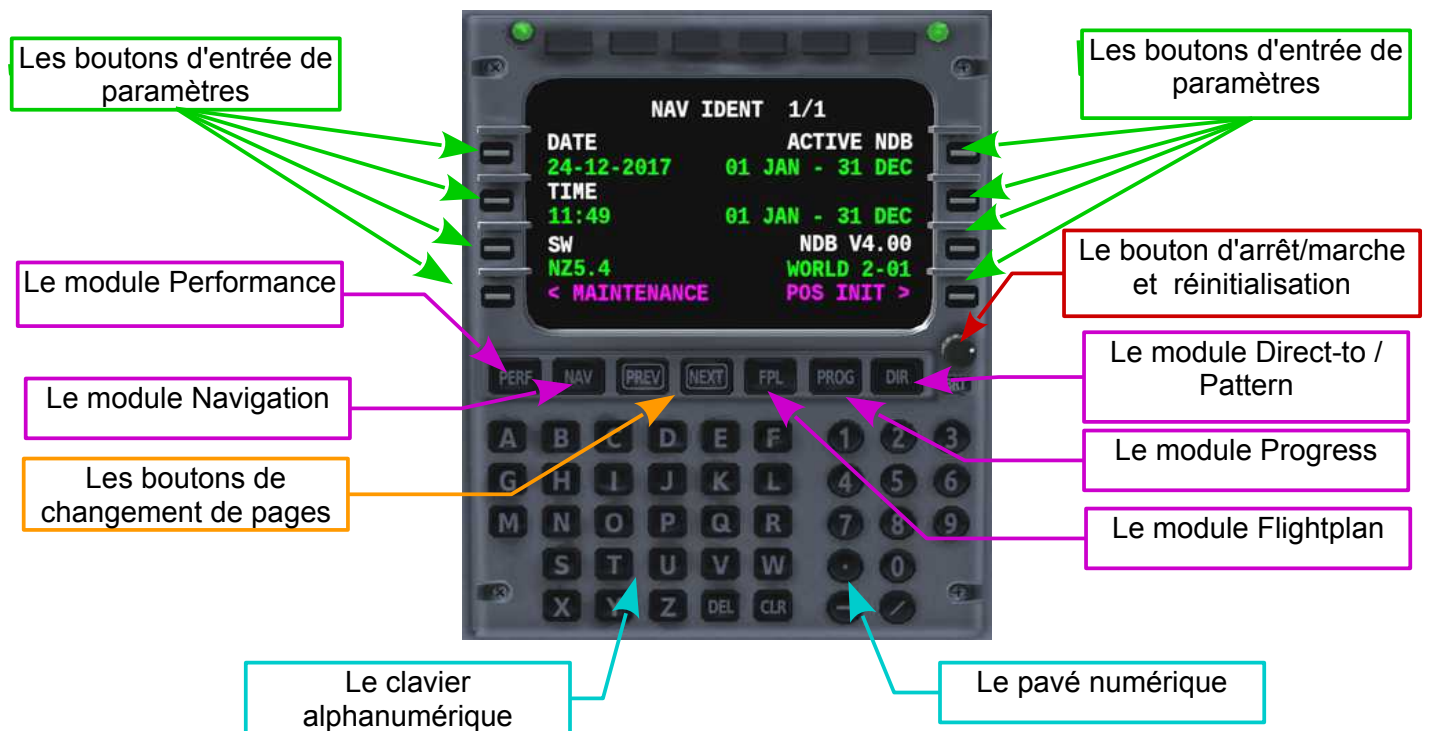 Les boutons d'entrée de
paramètres
Les boutons d'entrée de
paramètres
NAV IDENT 1/1
DATE ACTIVE NDB
24-12-2017 01 JAN - 31 DEC
TIME
11:49 01 JAN - 31 DEC
SW NDB V4.00
NZ5.4 WORLD 2-01
< MAINTENANCE POS INIT >
Le module Performance
Le bouton d'arrêt/marche
et réinitialisation
Le module Navigation
Le module Direct-to /
Pattern
Les boutons de
changement de pages
Le module Progress
Le module Flightplan
PERF NAV PREV NEXT FPL PROG DIR
A B C D E F 1 2 3
G H I J K L 4 5 6
M N O P Q R 7 8 9
S T U V W . 0
X Y Z DEL CLR - /
Le clavier
alphanumérique
Le pavé numérique